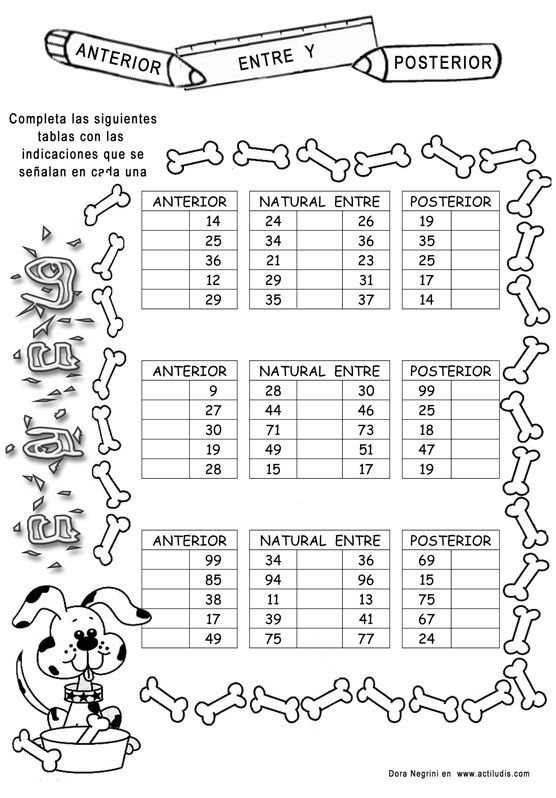 ANTERIOR
ENTRE Y
POSTERIOR
Completa las siguientes
tablas con las
indicaciones que se
señalan en cada una
ANTERIOR NATURAL ENTRE POSTERIOR
14 24 26 19
25 34 36 35
36 21 23 25
12 29 31 17
29 35 37 14
ANTERIOR NATURAL ENTRE POSTERIOR
9 28 30 99
27 44 46 25
30 71 73 18
19 49 51 47
28 15 17 19
ANTERIOR NATURAL ENTRE POSTERIOR
99 34 36 69
85 94 96 15
38 11 13 75
17 39 41 67
49 75 77 24
Dora Negrini en www.actiludis.com